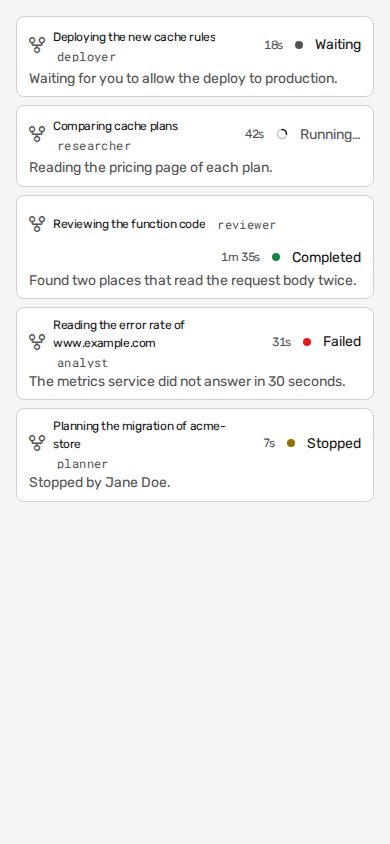 Deploying the new cache rules
deployer
18s Waiting
Waiting for you to allow the deploy to production.
Comparing cache plans
researcher
42s Running...
Reading the pricing page of each plan.
Reviewing the function code reviewer
1m 35s Completed
Found two places that read the request body twice.
Reading the error rate of
www.example.com
analyst
31s Failed
The metrics service did not answer in 30 seconds.
Planning the migration of acme-
store
planner
7s Stopped
Stopped by Jane Doe.